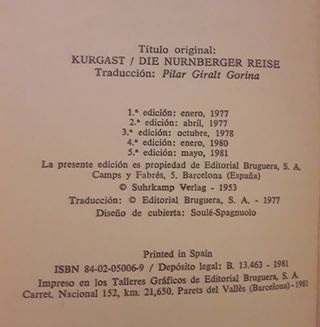 Título original:
KURGAST / DIE NURNBERGER REISE
Traducción: Pilar Giralt Gorina
1.ª edición: enero, 1977
2.ª edición: abril, 1977
3.ª edición: octubre, 1978
4.ª edición: enero, 1980
5.ª edición: mayo, 1981
La presente edición es propiedad de Editorial Bruguera, S. A.
Camps y Fabrés, 5. Barcelona (España)
© Suhrkamp Verlag - 1953
Traducción: © Editorial Bruguera, S. A. - 1977
Diseño de cubierta: Soulé-Spagnuolo
Printed in Spain
ISBN 84-02-05006-9 / Depósito legal: B. 13.463 - 1981
Impreso en los Talleres Gráficos de Editorial Bruguera, S. A.
Carret. Nacional 152, km. 21,650. Parets del Vallès (Barcelona) - 1981